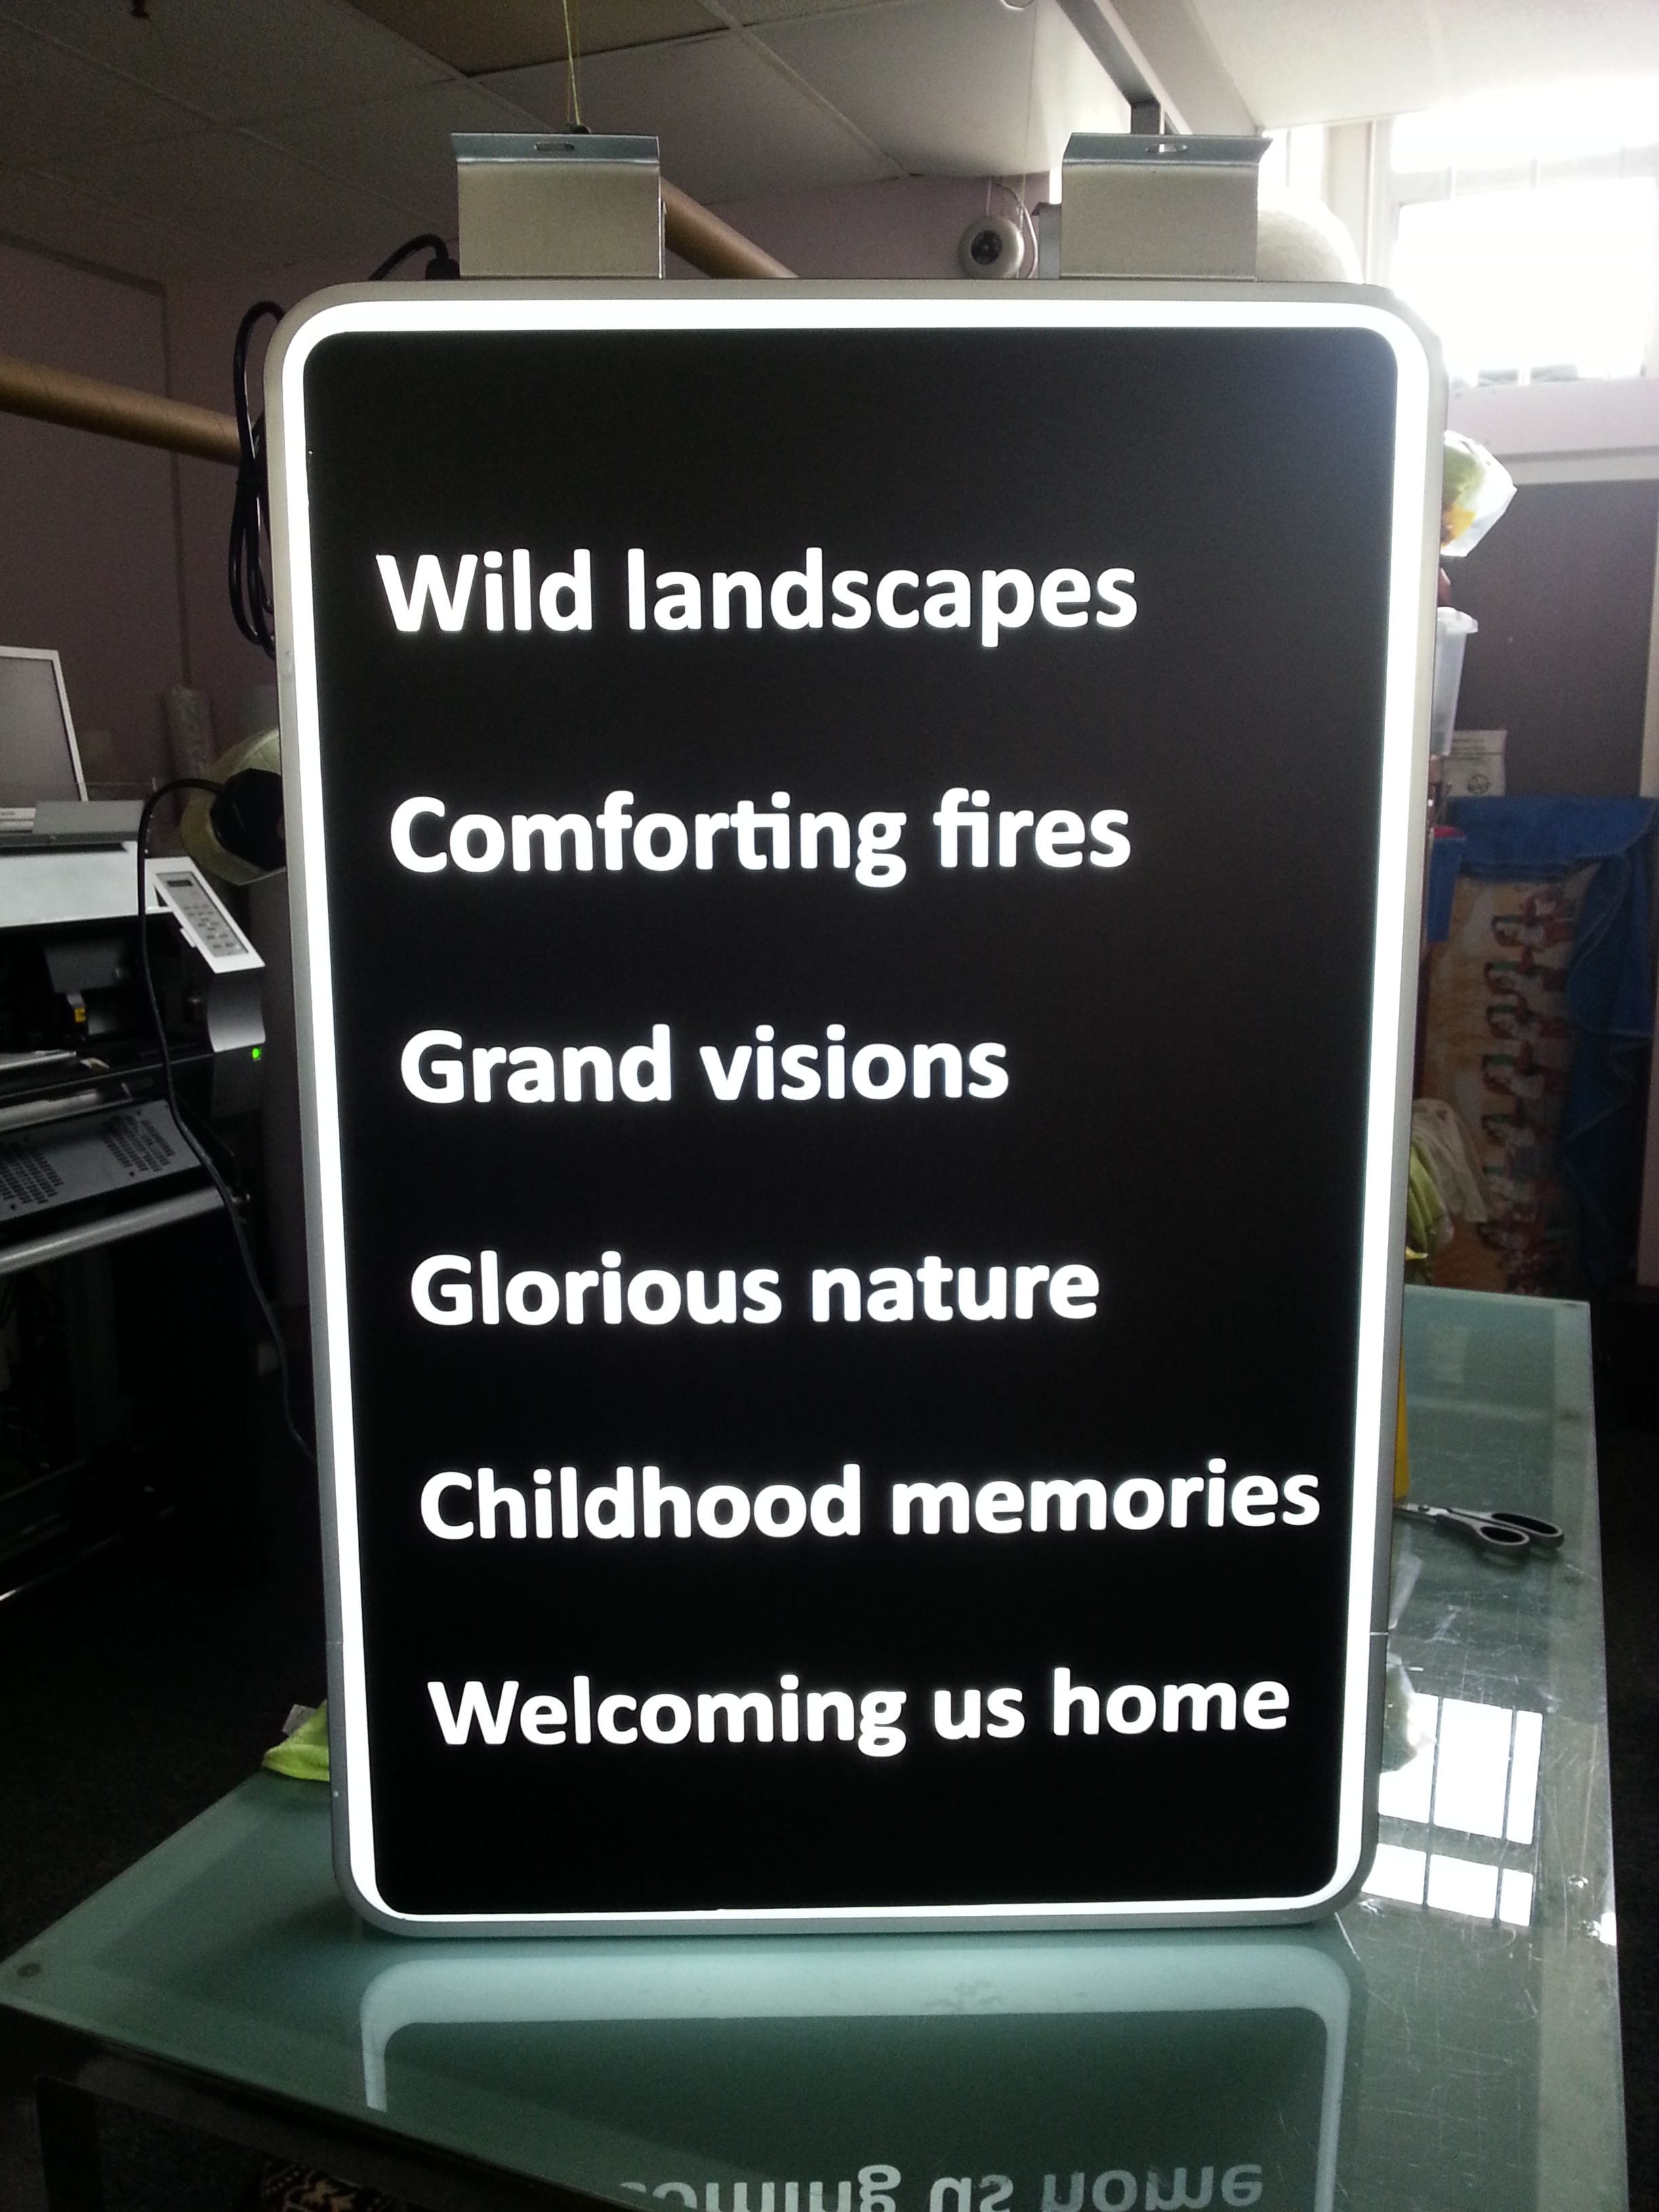 Wild landscapes
Comforting fires
Grand visions
Glorious nature
Childhood memories
Welcoming us home